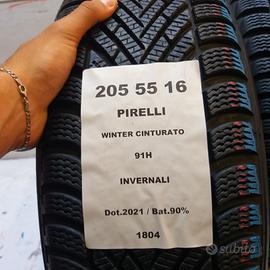 205 55 16
PIRELLI
WINTER CINTURATO
91H
INVERNALI
Dot.2021 / Bat.90%
1804
subito